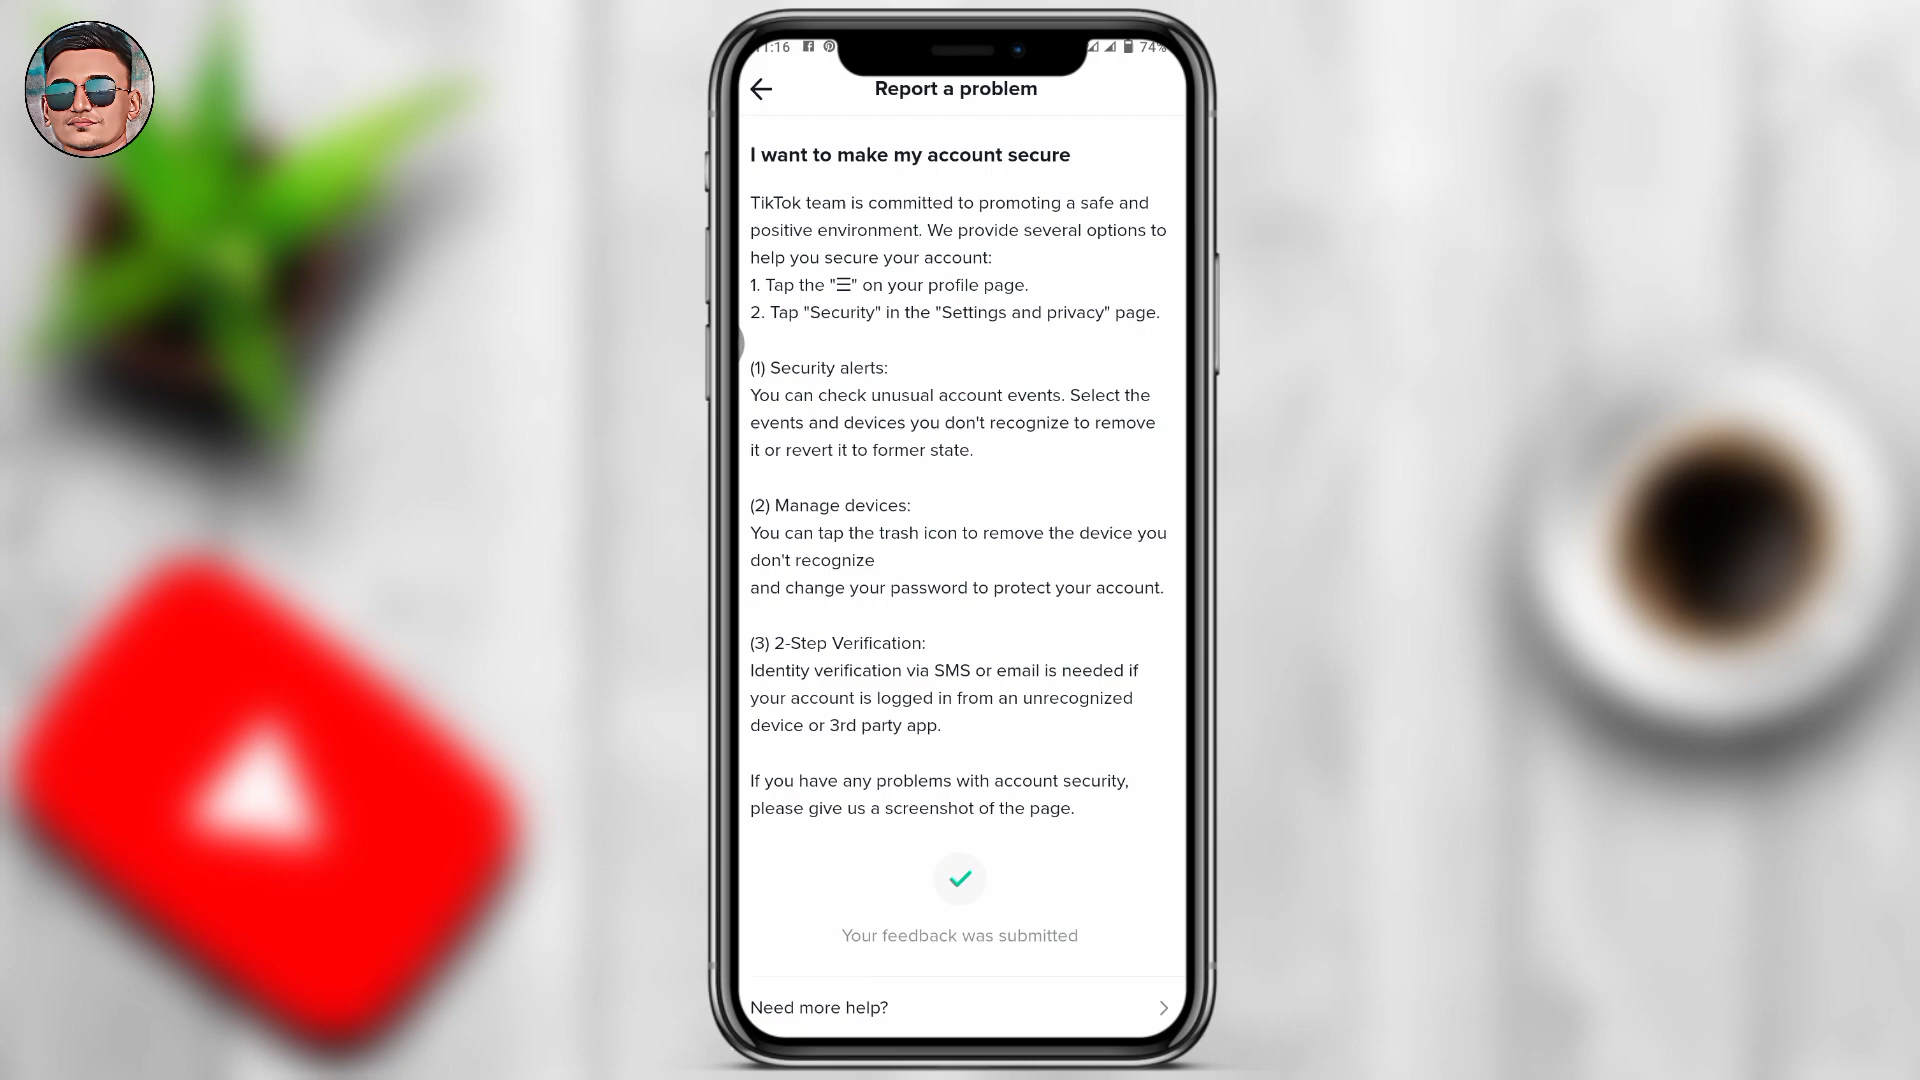 11:16 74%
Report a problem
I want to make my account secure
TikTok team is committed to promoting a safe and
positive environment. We provide several options to
help you secure your account:
1. Tap the "☰" on your profile page.
2. Tap "Security" in the "Settings and privacy" page.
(1) Security alerts:
You can check unusual account events. Select the
events and devices you don't recognize to remove
it or revert it to former state.
(2) Manage devices:
You can tap the trash icon to remove the device you
don't recognize
and change your password to protect your account.
(3) 2-Step Verification:
Identity verification via SMS or email is needed if
your account is logged in from an unrecognized
device or 3rd party app.
If you have any problems with account security,
please give us a screenshot of the page.
Your feedback was submitted
Need more help?